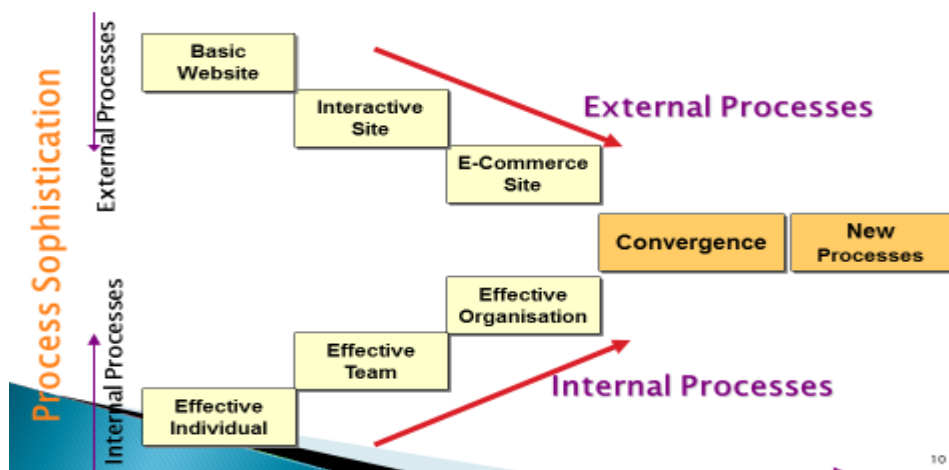 Process Sophistication
External Processes
Internal Processes
Basic
Website
Interactive
Site
E-Commerce
Site
External Processes
Convergence
New
Processes
Effective
Organisation
Effective
Team
Effective
Individual
Internal Processes
10